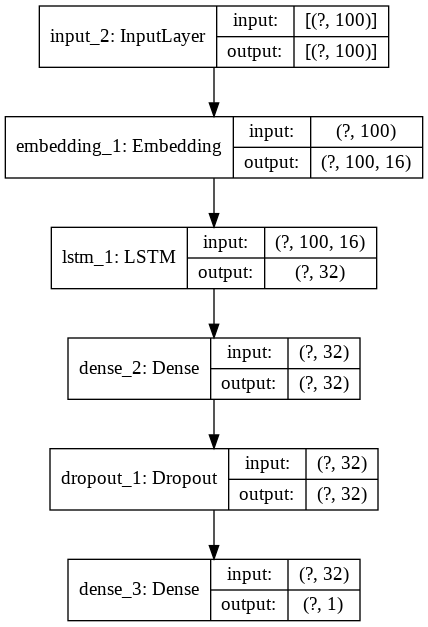 input_2: InputLayer
input:
[(?, 100)]
output:
[(?, 100)]
embedding_1: Embedding
input:
(?, 100)
output:
(?, 100, 16)
lstm_1: LSTM
input:
(?, 100, 16)
output:
(?, 32)
dense_2: Dense
input:
(?, 32)
output:
(?, 32)
dropout_1: Dropout
input:
(?, 32)
output:
(?, 32)
dense_3: Dense
input:
(?, 32)
output:
(?, 1)